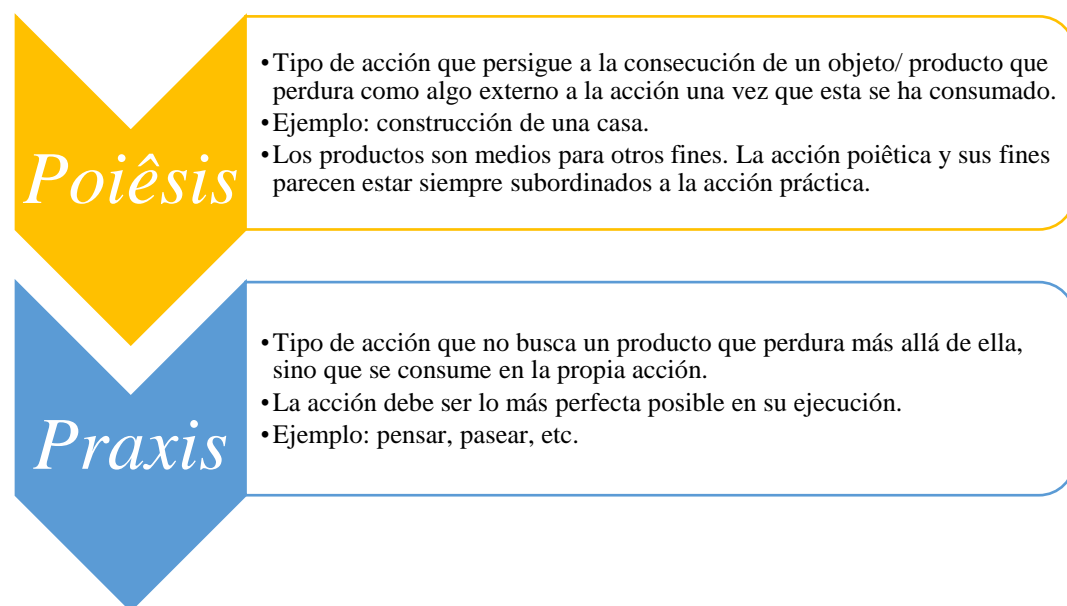 Poiêsis
•Tipo de acción que persigue a la consecución de un objeto/ producto que
perdura como algo externo a la acción una vez que esta se ha consumado.
•Ejemplo: construcción de una casa.
•Los productos son medios para otros fines. La acción poiêtica y sus fines
parecen estar siempre subordinados a la acción práctica.
Praxis
•Tipo de acción que no busca un producto que perdura más allá de ella,
sino que se consume en la propia acción.
•La acción debe ser lo más perfecta posible en su ejecución.
•Ejemplo: pensar, pasear, etc.